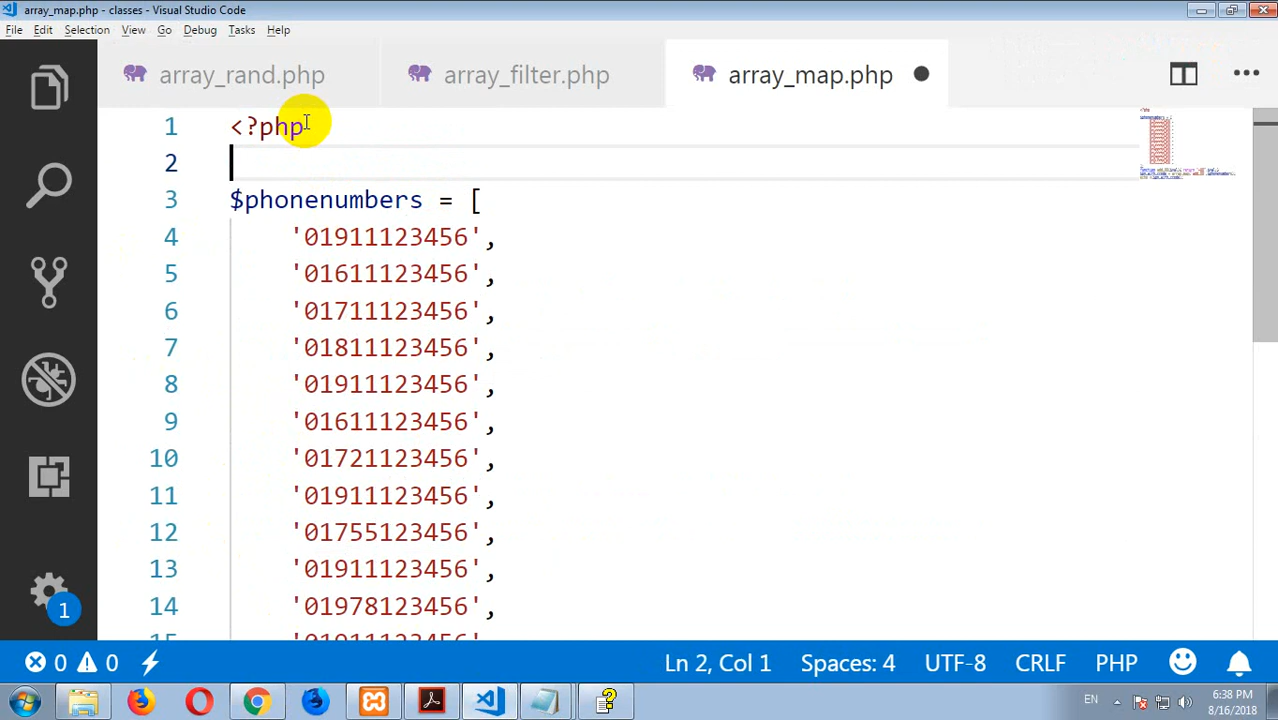 array_map.php - classes - Visual Studio Code
File Edit Selection View Go Debug Tasks Help
array_rand.php array_filter.php array_map.php
1 <?php
2
3 $phonenumbers = [
4 '01911123456',
5 '01611123456',
6 '01711123456',
7 '01811123456',
8 '01911123456',
9 '01611123456',
10 '01721123456',
11 '01911123456',
12 '01755123456',
13 '01911123456',
14 '01978123456',
15 '01911123456',
1
0 0 Ln 2, Col 1 Spaces: 4 UTF-8 CRLF PHP
EN 6:38 PM
8/16/2018